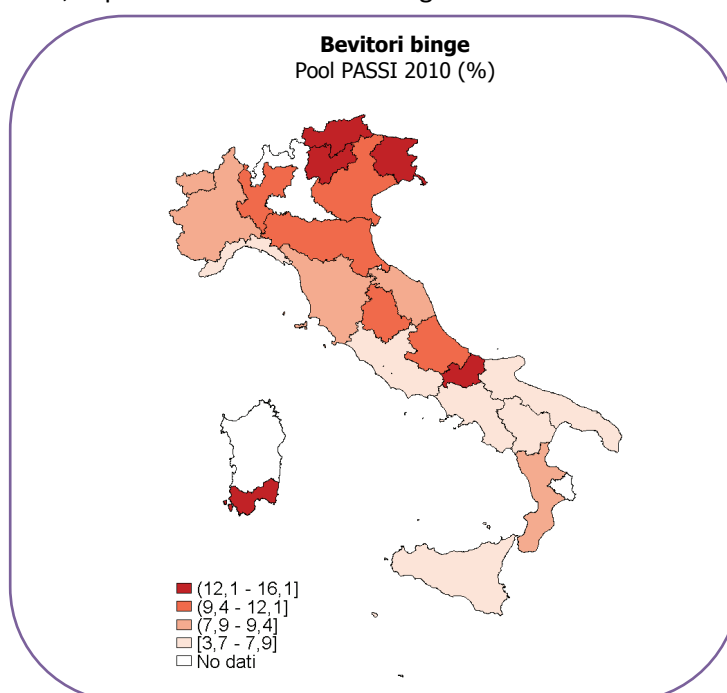 Bevitori binge
Pool PASSI 2010 (%)
(12,1 - 16,1]
(9,4 - 12,1]
(7,9 - 9,4]
[3,7 - 7,9]
No dati